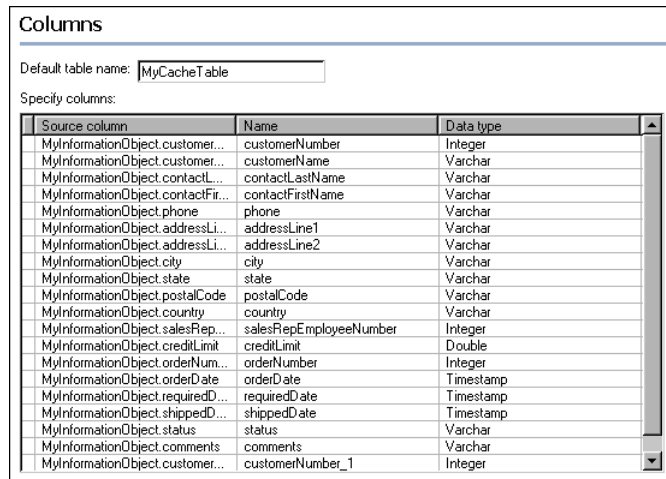 Columns
Default table name: MyCacheTable
Specify columns:
Source column Name Data type
MyInformationObject.customer... customerNumber Integer
MyInformationObject.customer... customerName Varchar
MyInformationObject.contactL... contactLastName Varchar
MyInformationObject.contactFir... contactFirstName Varchar
MyInformationObject.phone phone Varchar
MyInformationObject.addressLi... addressLine1 Varchar
MyInformationObject.addressLi... addressLine2 Varchar
MyInformationObject.city city Varchar
MyInformationObject.state state Varchar
MyInformationObject.postalCode postalCode Varchar
MyInformationObject.country country Varchar
MyInformationObject.salesRep... salesRepEmployeeNumber Integer
MyInformationObject.creditLimit creditLimit Double
MyInformationObject.orderNum... orderNumber Integer
MyInformationObject.orderDate orderDate Timestamp
MyInformationObject.requiredD... requiredDate Timestamp
MyInformationObject.shippedD... shippedDate Timestamp
MyInformationObject.status status Varchar
MyInformationObject.comments comments Varchar
MyInformationObject.customer... customerNumber_1 Integer